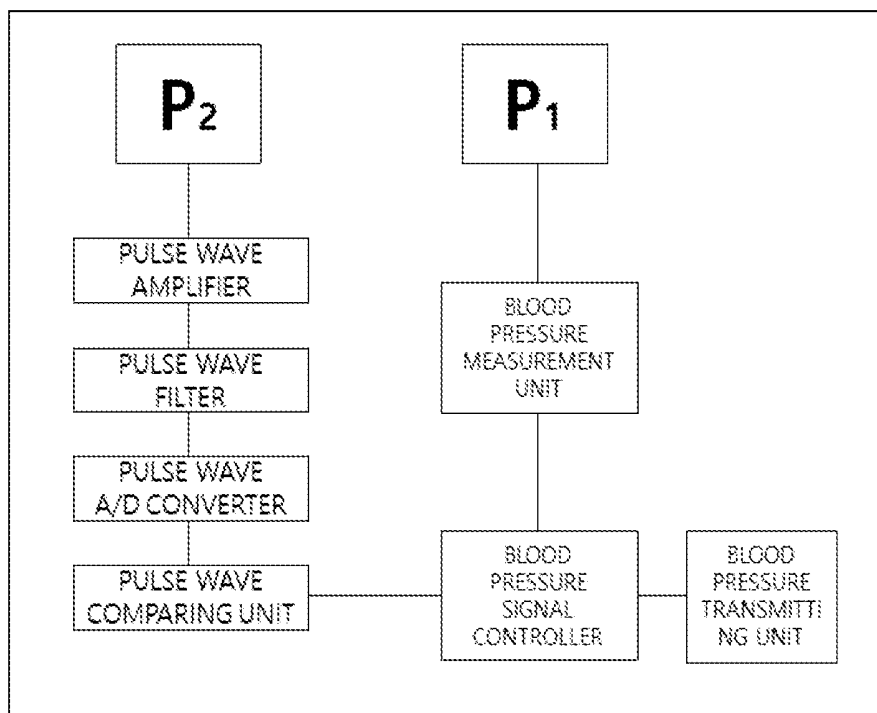 P2
P1
PULSE WAVE
AMPLIFIER
PULSE WAVE
FILTER
PULSE WAVE
A/D CONVERTER
PULSE WAVE
COMPARING UNIT
BLOOD
PRESSURE
MEASUREMENT
UNIT
BLOOD
PRESSURE
SIGNAL
CONTROLLER
BLOOD
PRESSURE
TRANSMITTI
NG UNIT